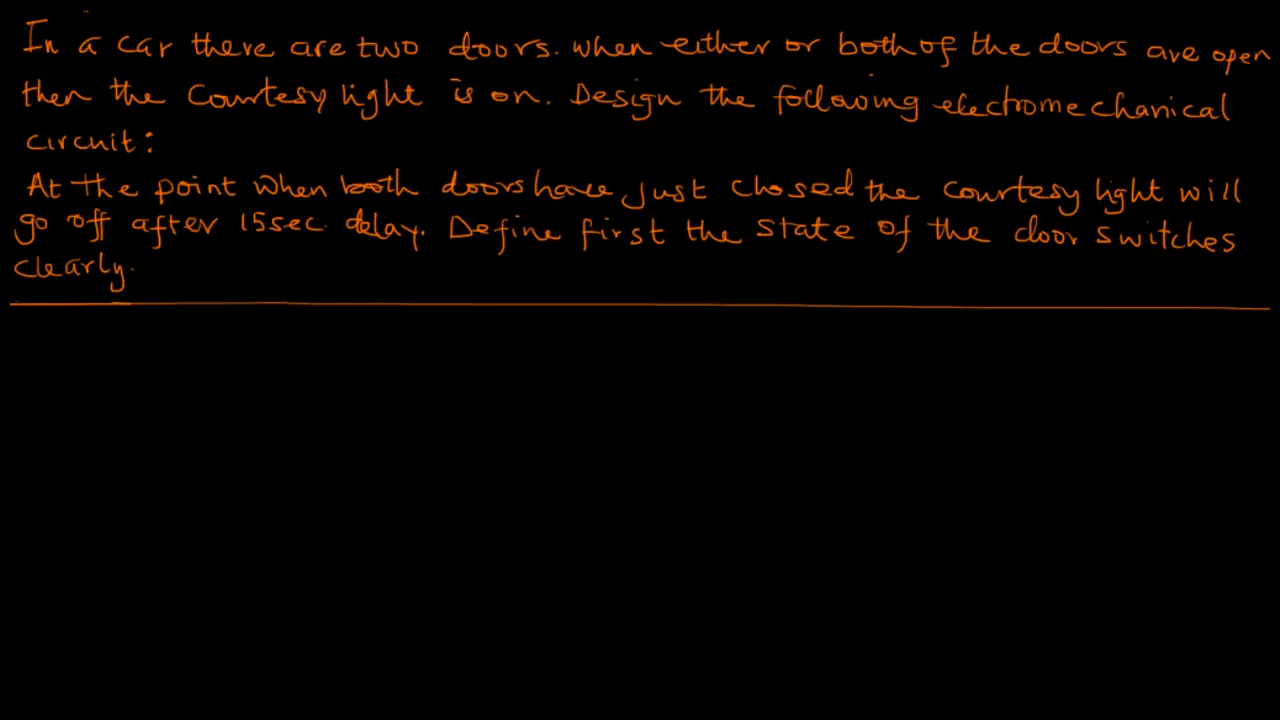 In a car there are two doors. when either or both of the doors are open
then the Courtesy light is on. Design the following electromechanical
circuit:
At the point when both doors have just closed the courtesy light will
go off after 15sec. delay. Define first the state of the door switches
clearly.